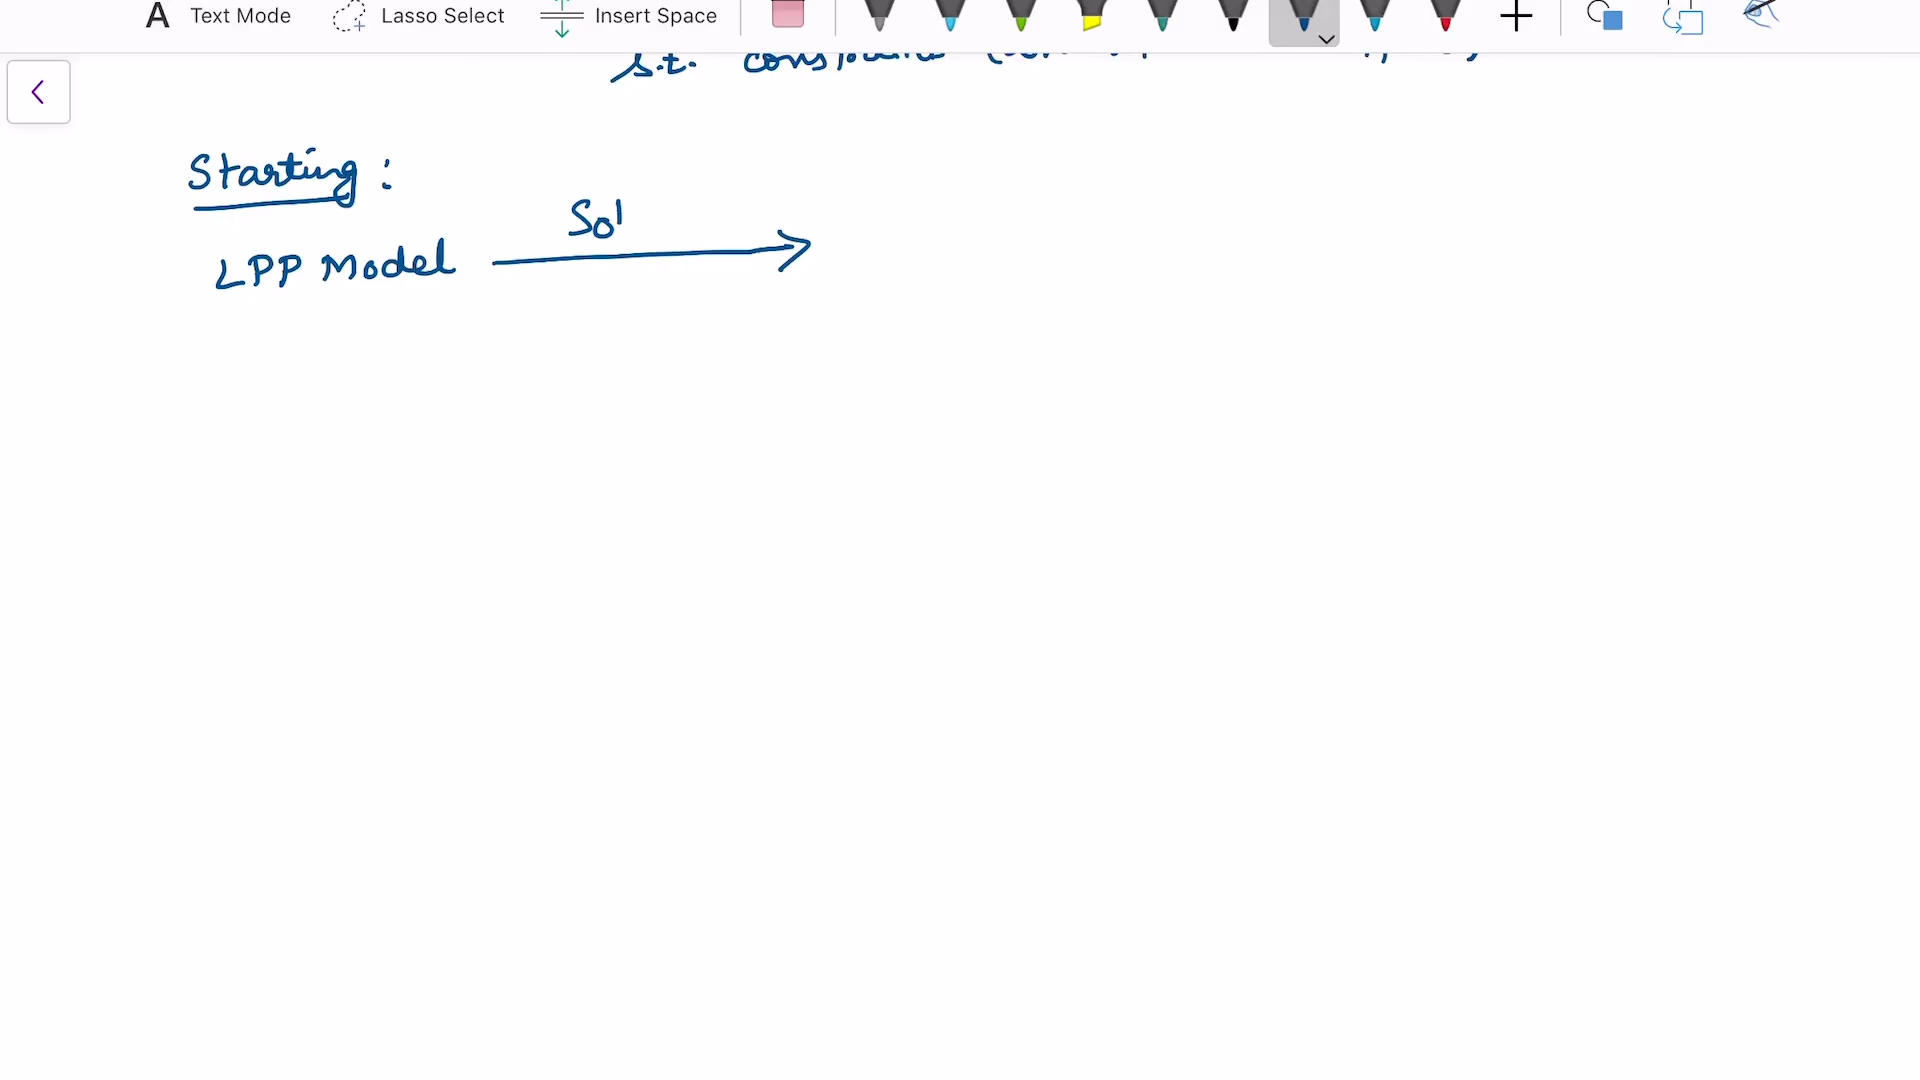 Text Mode Lasso Select Insert Space
s.t.
Starting :
Sol
LPP Model